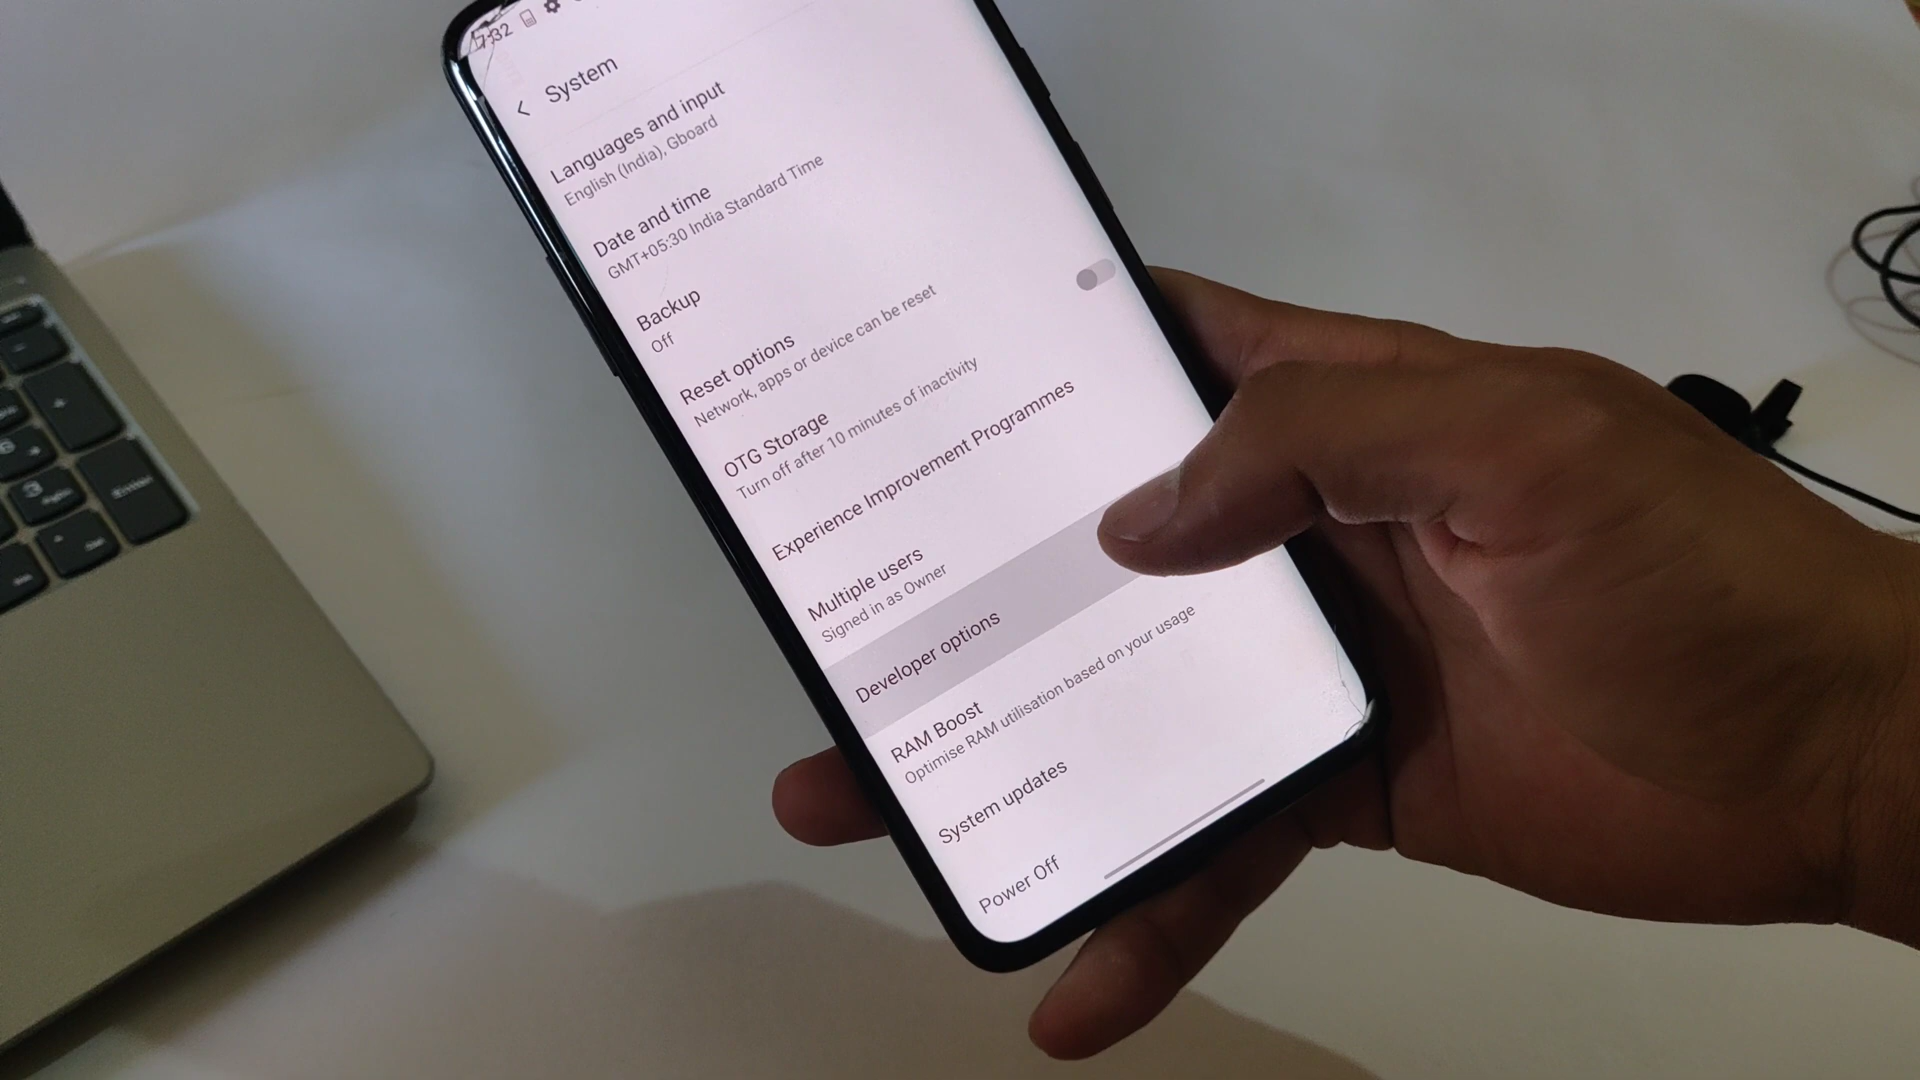 7:32
System
Languages and input
English (India), Gboard
Date and time
GMT+05:30 India Standard Time
Backup
Off
Reset options
Network, apps or device can be reset
OTG Storage
Turn off after 10 minutes of inactivity
Experience Improvement Programmes
Multiple users
Signed in as Owner
Developer options
RAM Boost
Optimise RAM utilisation based on your usage
System updates
Power Off
Enter